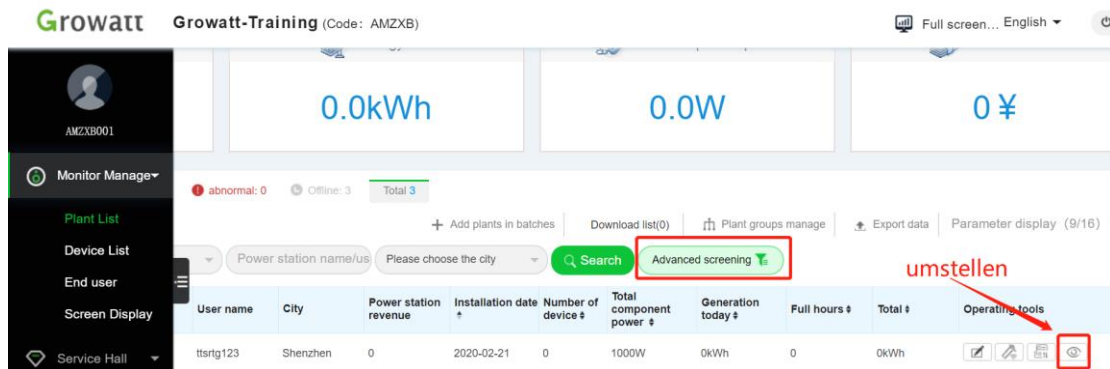 Growatt Growatt-Training (Code: AMZXB) Full screen... English
AMZXB001
0.0kWh 0.0W 0 ¥
Monitor Manage
abnormal: 0 Offline: 3 Total 3
Plant List
Add plants in batches Download list(0) Plant groups manage Export data Parameter display (9/16)
Device List
Power station name/us Please choose the city Search Advanced screening
umstellen
End user
Screen Display
User name City Power station revenue Installation date Number of device Total component power Generation today Full hours Total Operating tools
Service Hall
ttsrtg123 Shenzhen 0 2020-02-21 0 1000W 0kWh 0 0kWh